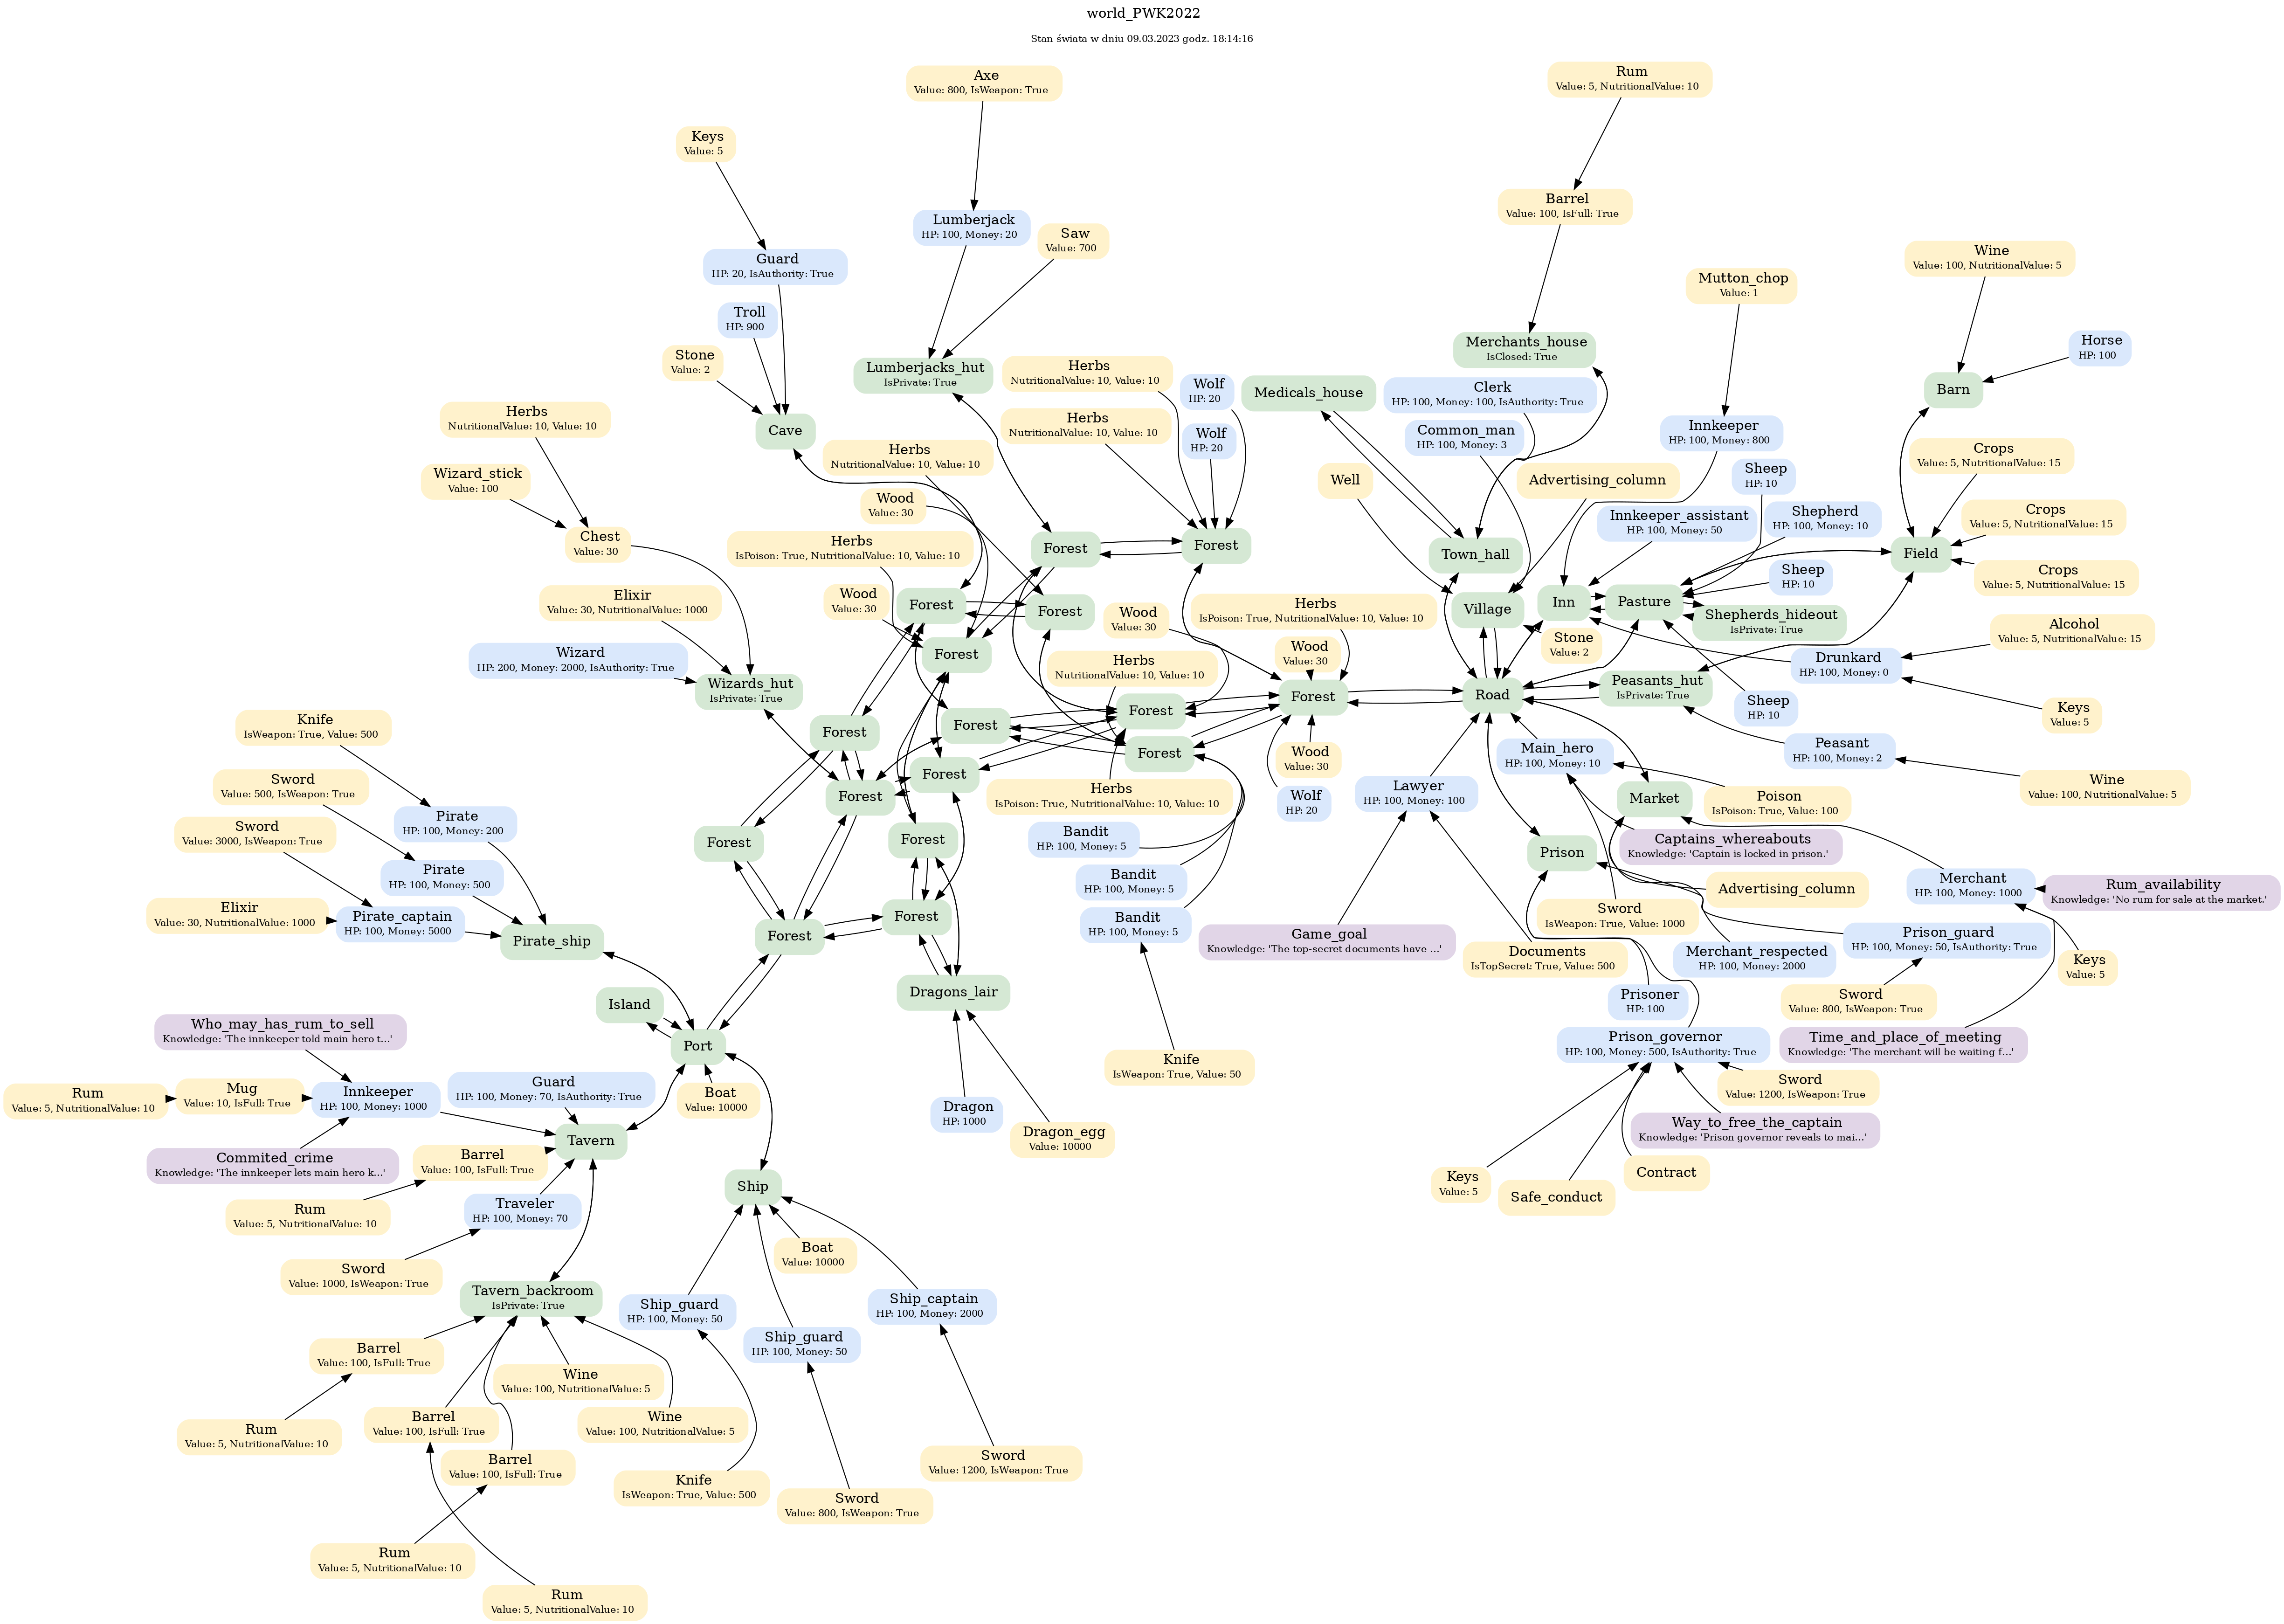 world_PWK2022
Stan świata w dniu 09.03.2023 godz. 18:14:16
Axe
Value: 800, IsWeapon: True
Rum
Value: 5, NutritionalValue: 10
Keys
Value: 5
Barrel
Value: 100, IsFull: True
Lumberjack
HP: 100, Money: 20
Saw
Value: 700
Guard
HP: 20, IsAuthority: True
Wine
Value: 100, NutritionalValue: 5
Mutton_chop
Value: 1
Troll
HP: 900
Merchants_house
IsClosed: True
Horse
HP: 100
Stone
Value: 2
Lumberjacks_hut
IsPrivate: True
Herbs
NutritionalValue: 10, Value: 10
Wolf
HP: 20
Medicals_house
Clerk
HP: 100, Money: 100, IsAuthority: True
Barn
Herbs
NutritionalValue: 10, Value: 10
Cave
Herbs
NutritionalValue: 10, Value: 10
Wolf
HP: 20
Common_man
HP: 100, Money: 3
Innkeeper
HP: 100, Money: 800
Herbs
NutritionalValue: 10, Value: 10
Crops
Value: 5, NutritionalValue: 15
Wizard_stick
Value: 100
Well
Advertising_column
Sheep
HP: 10
Wood
Value: 30
Innkeeper_assistant
HP: 100, Money: 50
Shepherd
HP: 100, Money: 10
Crops
Value: 5, NutritionalValue: 15
Chest
Value: 30
Herbs
IsPoison: True, NutritionalValue: 10, Value: 10
Forest
Forest
Town_hall
Field
Sheep
HP: 10
Crops
Value: 5, NutritionalValue: 15
Elixir
Value: 30, NutritionalValue: 1000
Wood
Value: 30
Forest
Forest
Wood
Value: 30
Herbs
IsPoison: True, NutritionalValue: 10, Value: 10
Village
Inn
Pasture
Shepherds_hideout
IsPrivate: True
Alcohol
Value: 5, NutritionalValue: 15
Wizard
HP: 200, Money: 2000, IsAuthority: True
Forest
Wood
Value: 30
Stone
Value: 2
Drunkard
HP: 100, Money: 0
Herbs
NutritionalValue: 10, Value: 10
Wizards_hut
IsPrivate: True
Forest
Road
Peasants_hut
IsPrivate: True
Sheep
HP: 10
Keys
Value: 5
Knife
IsWeapon: True, Value: 500
Forest
Forest
Forest
Forest
Wood
Value: 30
Main_hero
HP: 100, Money: 10
Peasant
HP: 100, Money: 2
Sword
Value: 500, IsWeapon: True
Forest
Forest
Herbs
IsPoison: True, NutritionalValue: 10, Value: 10
Wolf
HP: 20
Lawyer
HP: 100, Money: 100
Market
Poison
IsPoison: True, Value: 100
Wine
Value: 100, NutritionalValue: 5
Pirate
HP: 100, Money: 200
Sword
Value: 3000, IsWeapon: True
Forest
Forest
Bandit
HP: 100, Money: 5
Captains_whereabouts
Knowledge: 'Captain is locked in prison.'
Prison
Pirate
HP: 100, Money: 500
Bandit
HP: 100, Money: 5
Advertising_column
Merchant
HP: 100, Money: 1000
Rum_availability
Knowledge: 'No rum for sale at the market.'
Elixir
Value: 30, NutritionalValue: 1000
Pirate_captain
HP: 100, Money: 5000
Pirate_ship
Forest
Forest
Bandit
HP: 100, Money: 5
Sword
IsWeapon: True, Value: 1000
Game_goal
Knowledge: 'The top-secret documents have ...'
Documents
IsTopSecret: True, Value: 500
Merchant_respected
HP: 100, Money: 2000
Prison_guard
HP: 100, Money: 50, IsAuthority: True
Keys
Value: 5
Island
Dragons_lair
Prisoner
HP: 100
Sword
Value: 800, IsWeapon: True
Who_may_has_rum_to_sell
Knowledge: 'The innkeeper told main hero t...'
Port
Prison_governor
HP: 100, Money: 500, IsAuthority: True
Time_and_place_of_meeting
Knowledge: 'The merchant will be waiting f...'
Knife
IsWeapon: True, Value: 50
Rum
Value: 5, NutritionalValue: 10
Mug
Value: 10, IsFull: True
Innkeeper
HP: 100, Money: 1000
Guard
HP: 100, Money: 70, IsAuthority: True
Boat
Value: 10000
Dragon
HP: 1000
Sword
Value: 1200, IsWeapon: True
Tavern
Dragon_egg
Value: 10000
Way_to_free_the_captain
Knowledge: 'Prison governor reveals to mai...'
Commited_crime
Knowledge: 'The innkeeper lets main hero k...'
Barrel
Value: 100, IsFull: True
Ship
Keys
Value: 5
Safe_conduct
Contract
Rum
Value: 5, NutritionalValue: 10
Traveler
HP: 100, Money: 70
Boat
Value: 10000
Sword
Value: 1000, IsWeapon: True
Tavern_backroom
IsPrivate: True
Ship_guard
HP: 100, Money: 50
Ship_captain
HP: 100, Money: 2000
Ship_guard
HP: 100, Money: 50
Barrel
Value: 100, IsFull: True
Wine
Value: 100, NutritionalValue: 5
Rum
Value: 5, NutritionalValue: 10
Barrel
Value: 100, IsFull: True
Wine
Value: 100, NutritionalValue: 5
Barrel
Value: 100, IsFull: True
Knife
IsWeapon: True, Value: 500
Sword
Value: 1200, IsWeapon: True
Sword
Value: 800, IsWeapon: True
Rum
Value: 5, NutritionalValue: 10
Rum
Value: 5, NutritionalValue: 10